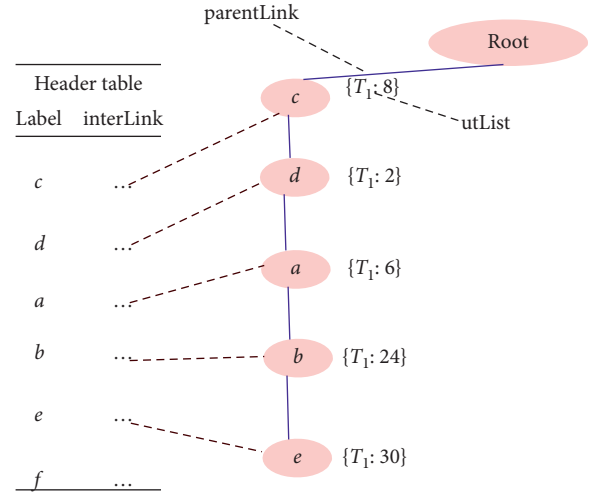 parentLink
Root
Header table
Label interLink
c {T1: 8}
utList
c ...
d {T1: 2}
d ...
a {T1: 6}
a ...
b ... b {T1: 24}
e ...
e {T1: 30}
f ...